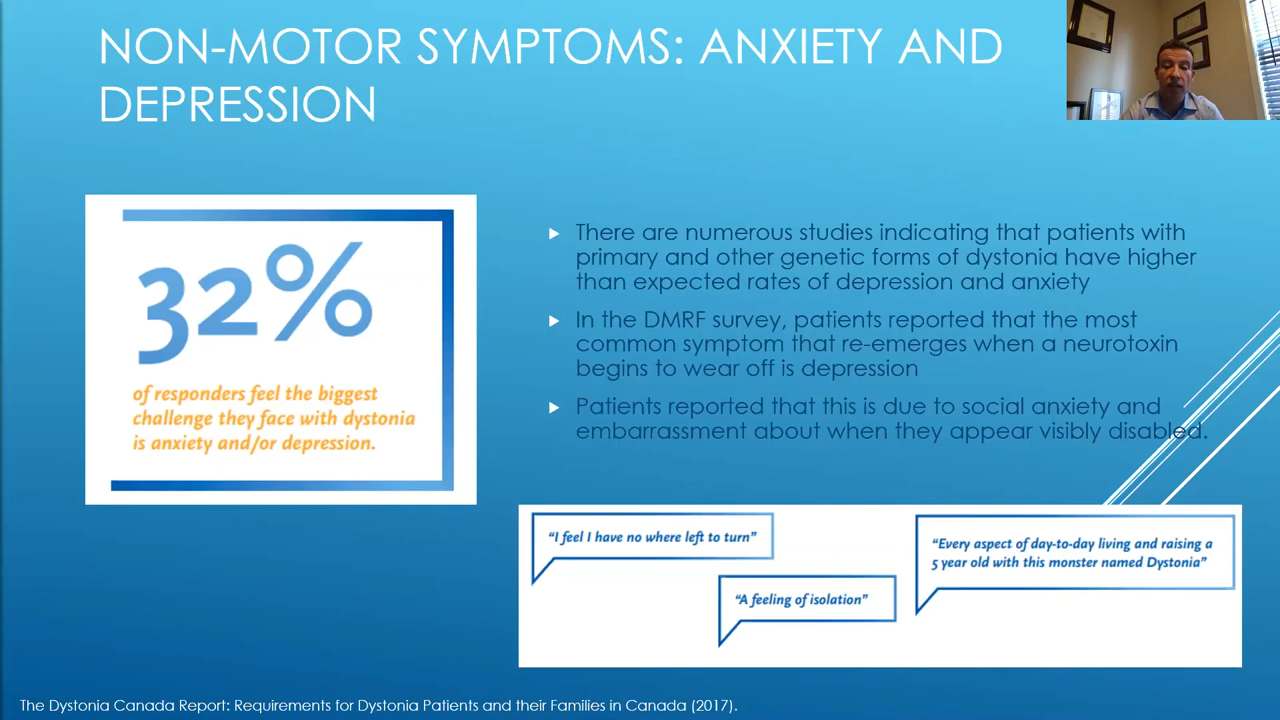 NON-MOTOR SYMPTOMS: ANXIETY AND
DEPRESSION
32%
of responders feel the biggest
challenge they face with dystonia
is anxiety and/or depression.
There are numerous studies indicating that patients with
primary and other genetic forms of dystonia have higher
than expected rates of depression and anxiety
In the DMRF survey, patients reported that the most
common symptom that re-emerges when a neurotoxin
begins to wear off is depression
Patients reported that this is due to social anxiety and
embarrassment about when they appear visibly disabled.
“I feel I have no where left to turn”
“A feeling of isolation”
“Every aspect of day-to-day living and raising a
5 year old with this monster named Dystonia”
The Dystonia Canada Report: Requirements for Dystonia Patients and their Families in Canada (2017).